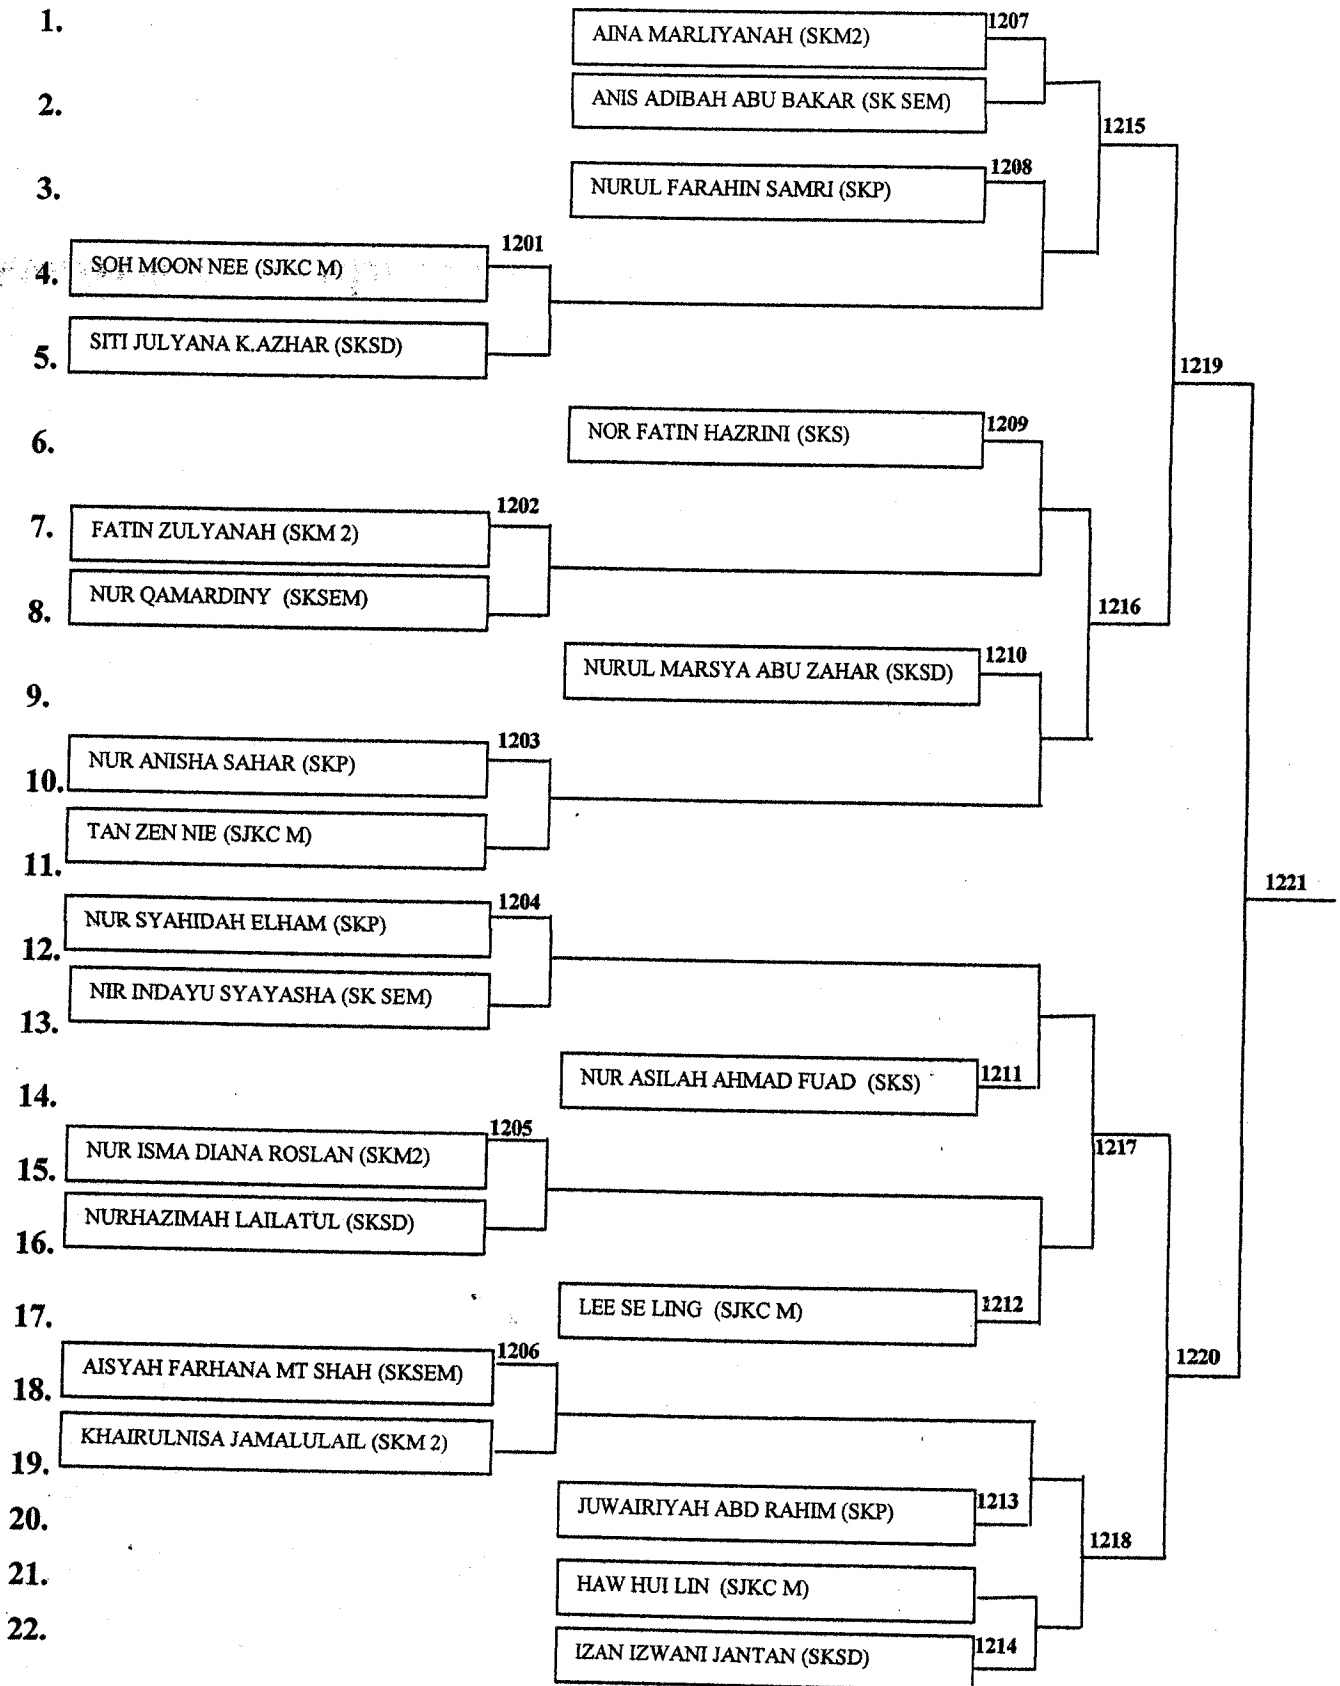 1.
AINA MARLIYANAH (SKM2)
1207
2.
ANIS ADIBAH ABU BAKAR (SK SEM)
1215
3.
NURUL FARAHIN SAMRI (SKP)
1208
4.
SOH MOON NEE (SJKC M)
1201
5.
SITI JULYANA K.AZHAR (SKSD)
1219
6.
NOR FATIN HAZRINI (SKS)
1209
7.
FATIN ZULYANAH (SKM 2)
1202
8.
NUR QAMARDINY (SKSEM)
1216
9.
NURUL MARSYA ABU ZAHAR (SKSD)
1210
10.
NUR ANISHA SAHAR (SKP)
1203
11.
TAN ZEN NIE (SJKC M)
1221
12.
NUR SYAHIDAH ELHAM (SKP)
1204
13.
NIR INDAYU SYAYASHA (SK SEM)
14.
NUR ASILAH AHMAD FUAD (SKS)
1211
15.
NUR ISMA DIANA ROSLAN (SKM2)
1205
1217
16.
NURHAZIMAH LAILATUL (SKSD)
17.
LEE SE LING (SJKC M)
1212
18.
AISYAH FARHANA MT SHAH (SKSEM)
1206
1220
19.
KHAIRULNISA JAMALULAIL (SKM 2)
20.
JUWAIRIYAH ABD RAHIM (SKP)
1213
1218
21.
HAW HUI LIN (SJKC M)
22.
IZAN IZWANI JANTAN (SKSD)
1214